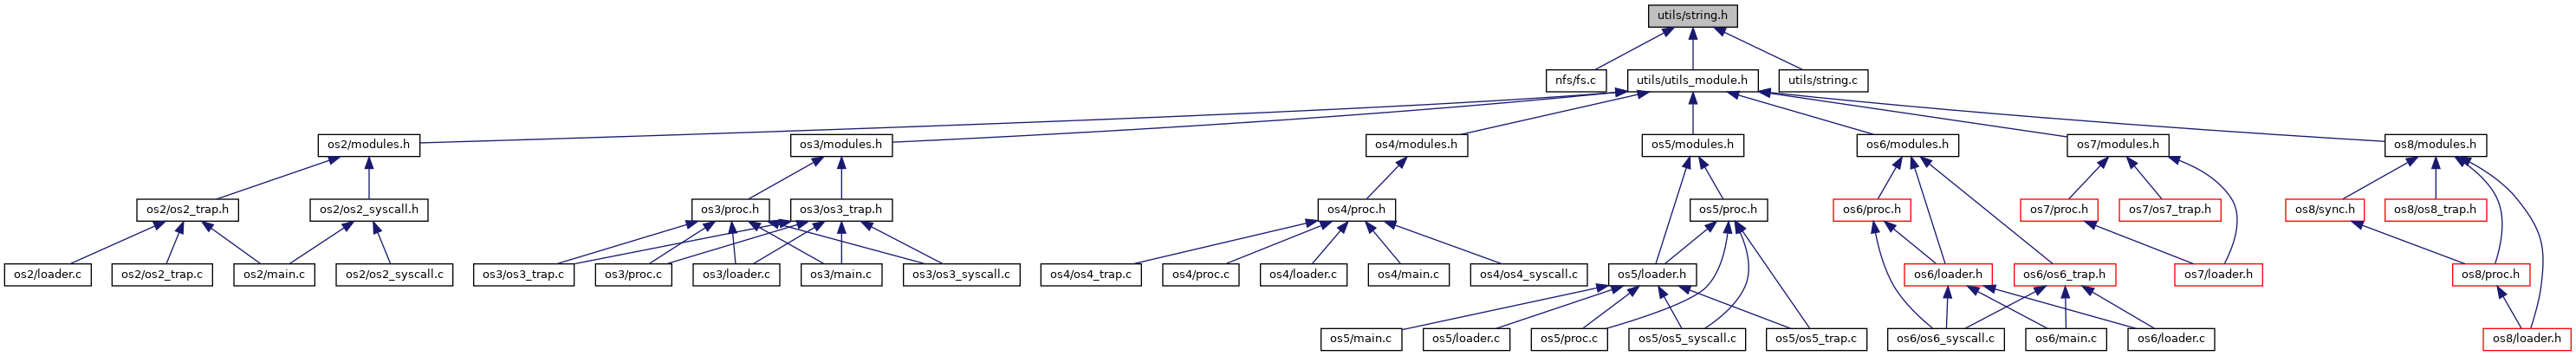 utils/string.h
nfs/fs.c
utils/utils_module.h
utils/string.c
os2/modules.h
os3/modules.h
os4/modules.h
os5/modules.h
os6/modules.h
os7/modules.h
os8/modules.h
os2/os2_trap.h
os2/os2_syscall.h
os3/proc.h
os3/os3_trap.h
os4/proc.h
os5/proc.h
os6/proc.h
os7/proc.h
os7/os7_trap.h
os8/sync.h
os8/os8_trap.h
os2/loader.c
os2/os2_trap.c
os2/main.c
os2/os2_syscall.c
os3/os3_trap.c
os3/proc.c
os3/loader.c
os3/main.c
os3/os3_syscall.c
os4/os4_trap.c
os4/proc.c
os4/loader.c
os4/main.c
os4/os4_syscall.c
os5/loader.h
os6/loader.h
os6/os6_trap.h
os7/loader.h
os8/proc.h
os5/main.c
os5/loader.c
os5/proc.c
os5/os5_syscall.c
os5/os5_trap.c
os6/os6_syscall.c
os6/main.c
os6/loader.c
os8/loader.h